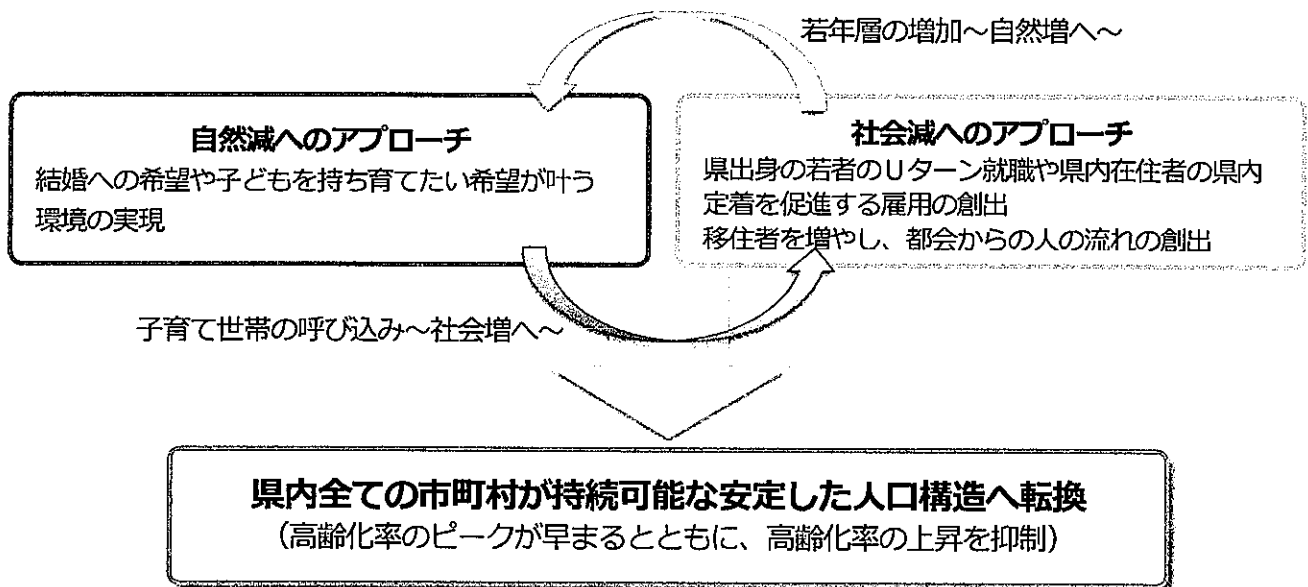 若年層の増加～自然増へ～
自然減へのアプローチ
結婚への希望や子どもを持ち育てたい希望が叶う
環境の実現
社会減へのアプローチ
県出身の若者のUターン就職や県内在住者の県内
定着を促進する雇用の創出
移住者を増やし、都会からの人の流れの創出
子育て世帯の呼び込み～社会増へ～
県内全ての市町村が持続可能な安定した人口構造へ転換
（高齢化率のピークが早まるとともに、高齢化率の上昇を抑制）